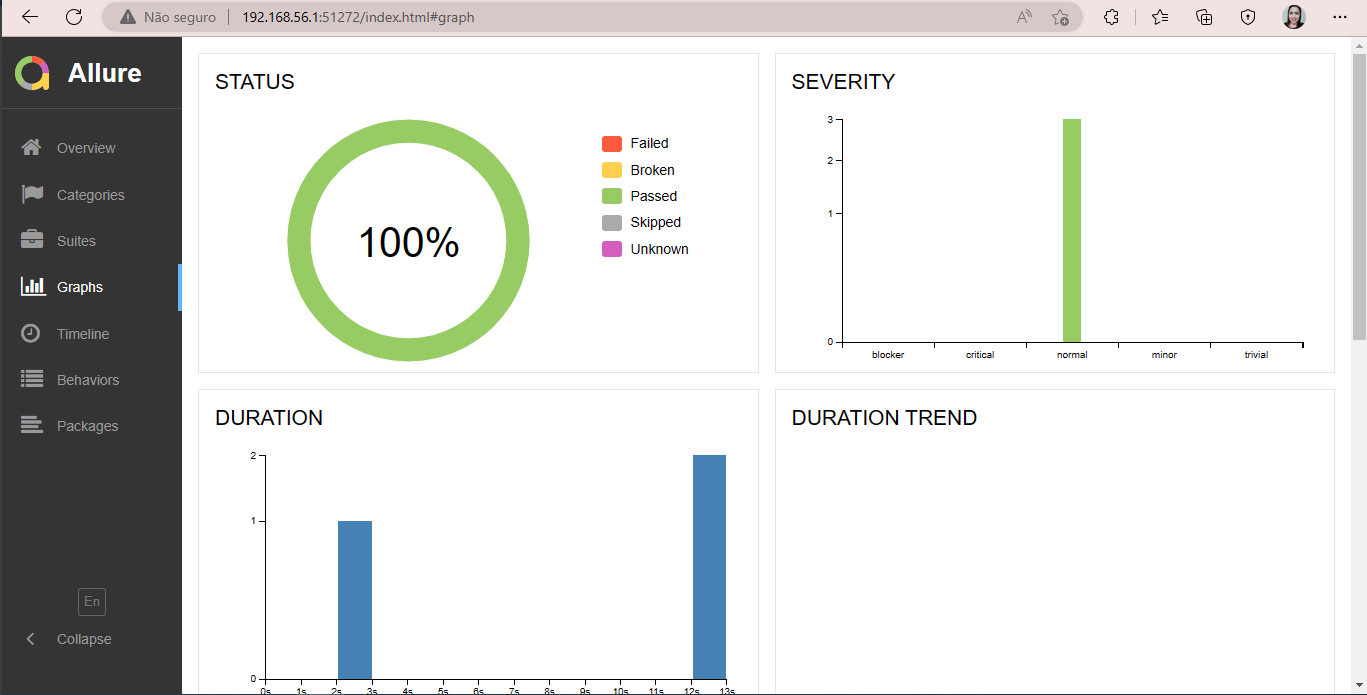 Não seguro
192.168.56.1:51272/index.html#graph
Allure
Overview
Categories
Suites
Graphs
Timeline
Behaviors
Packages
En
Collapse
STATUS
100%
Failed
Broken
Passed
Skipped
Unknown
SEVERITY
3
2
1
0
blocker critical normal minor trivial
DURATION
2
1
0
0s 1s 2s 3s 4s 5s 6s 7s 8s 9s 10s 11s 12s 13s
DURATION TREND